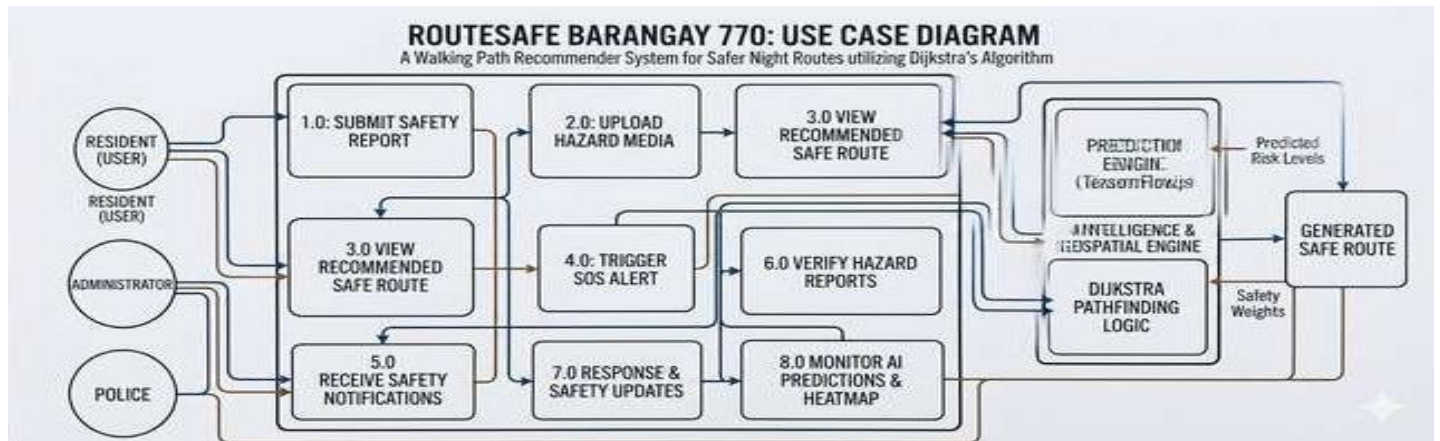 ROUTESAFE BARANGAY 770: USE CASE DIAGRAM
A Walking Path Recommender System for Safer Night Routes utilizing Dijkstra's Algorithm
RESIDENT
(USER)
RESIDENT
(USER)
ADMINISTRATOR
POLICE
1.0: SUBMIT SAFETY
REPORT
2.0: UPLOAD
HAZARD MEDIA
3.0 VIEW
RECOMMENDED
SAFE ROUTE
3.0 VIEW
RECOMMENDED
SAFE ROUTE
4.0: TRIGGER
SOS ALERT
6.0 VERIFY HAZARD
REPORTS
5.0
RECEIVE SAFETY
NOTIFICATIONS
7.0 RESPONSE &
SAFETY UPDATES
8.0 MONITOR AI
PREDICTIONS &
HEATMAP
Predicted
Risk Levels
GEOSPATIAL ENGINE
DIJKSTRA
PATHFINDING
LOGIC
Safety
Weights
GENERATED
SAFE ROUTE